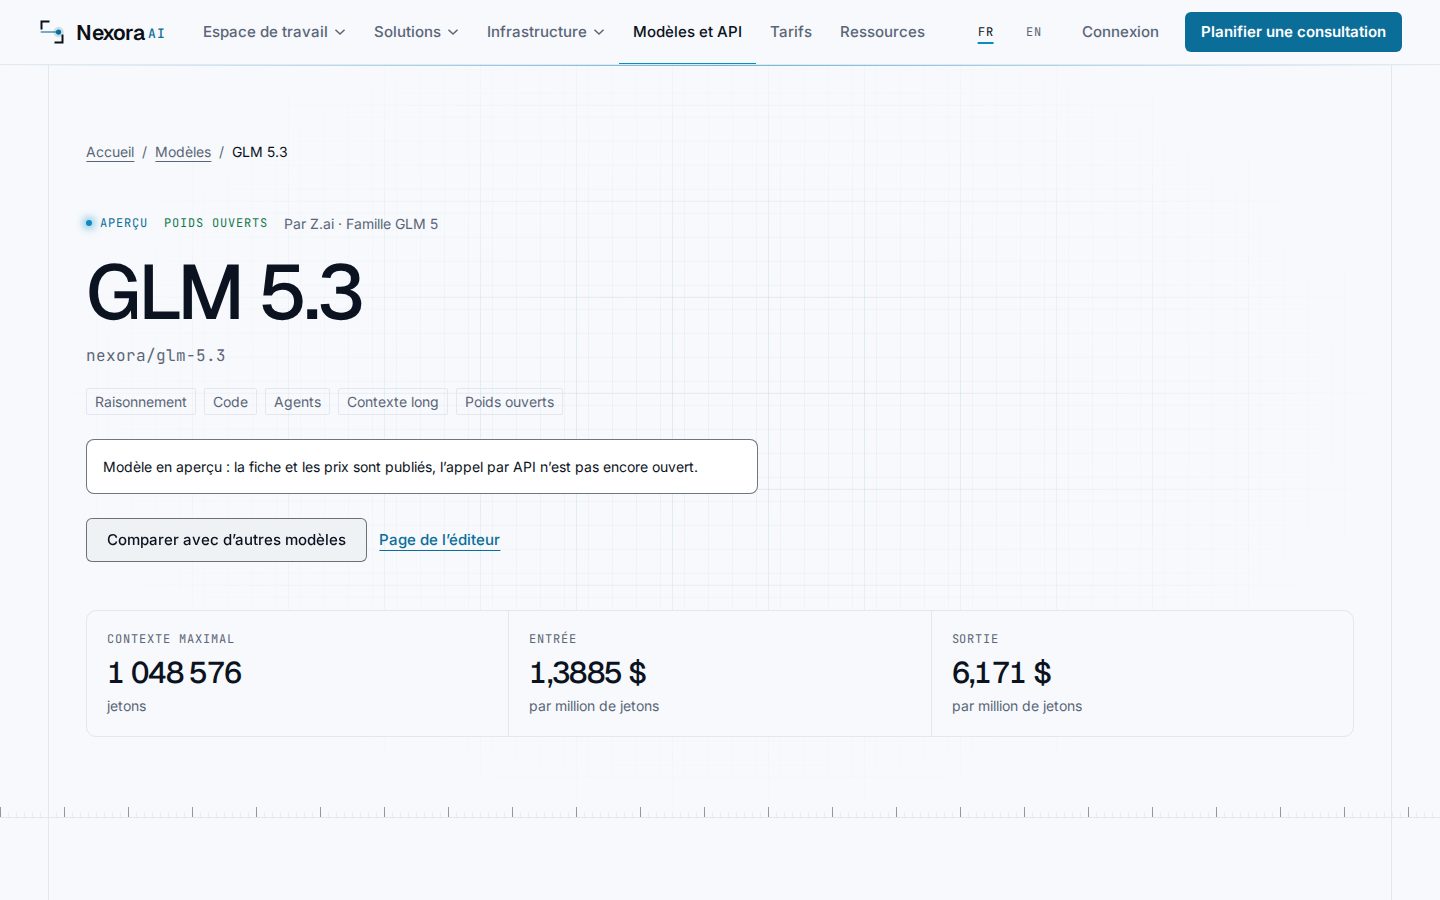 Nexora AI Espace de travail Solutions Infrastructure Modèles et API Tarifs Ressources FR EN Connexion Planifier une consultation
Accueil / Modèles / GLM 5.3
APERÇU POIDS OUVERTS Par Z.ai · Famille GLM 5
GLM 5.3
nexora/glm-5.3
Raisonnement Code Agents Contexte long Poids ouverts
Modèle en aperçu : la fiche et les prix sont publiés, l’appel par API n’est pas encore ouvert.
Comparer avec d’autres modèles Page de l’éditeur
CONTEXTE MAXIMAL ENTRÉE SORTIE
1 048 576 1,3885 $ 6,171 $
jetons par million de jetons par million de jetons